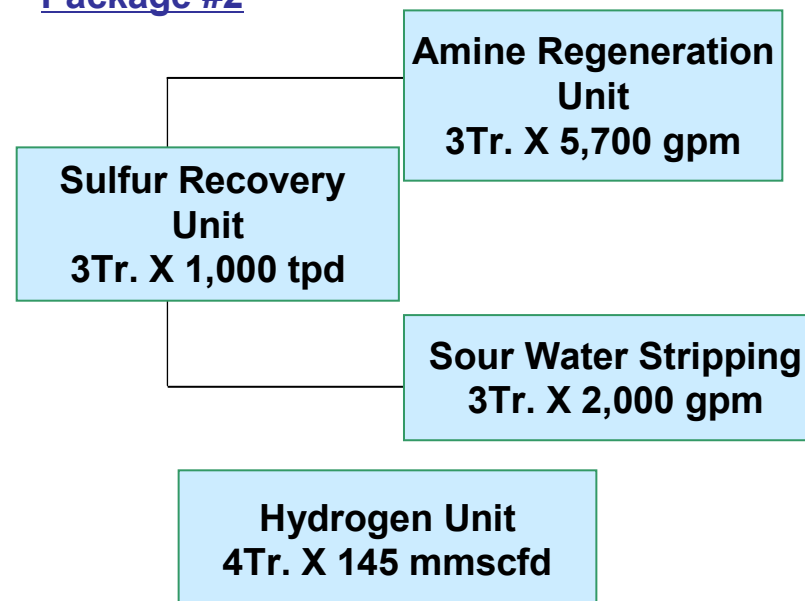 Package #2
Amine Regeneration
Unit
3Tr. X 5,700 gpm
Sulfur Recovery
Unit
3Tr. X 1,000 tpd
Sour Water Stripping
3Tr. X 2,000 gpm
Hydrogen Unit
4Tr. X 145 mmscfd